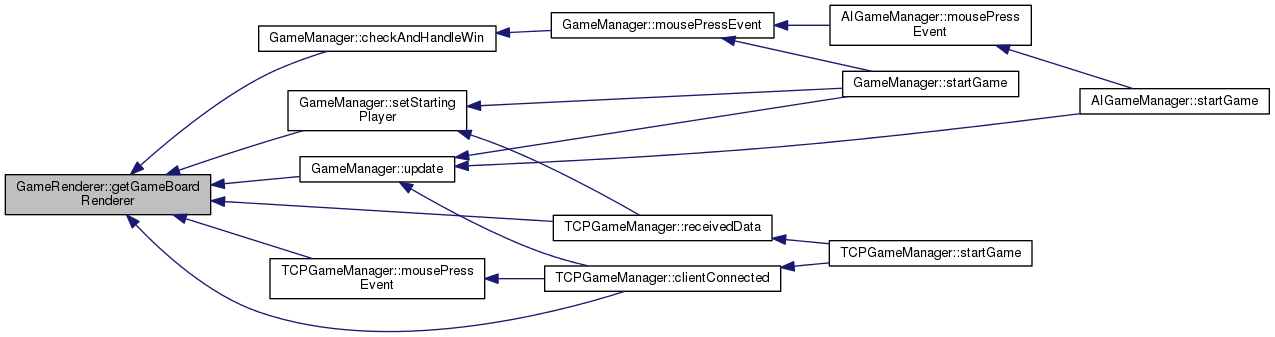 GameManager::mousePressEvent
AIGameManager::mousePress
Event
GameManager::checkAndHandleWin
GameManager::startGame
AIGameManager::startGame
GameManager::setStarting
Player
GameManager::update
GameRenderer::getGameBoard
Renderer
TCPGameManager::receivedData
TCPGameManager::startGame
TCPGameManager::mousePress
Event
TCPGameManager::clientConnected